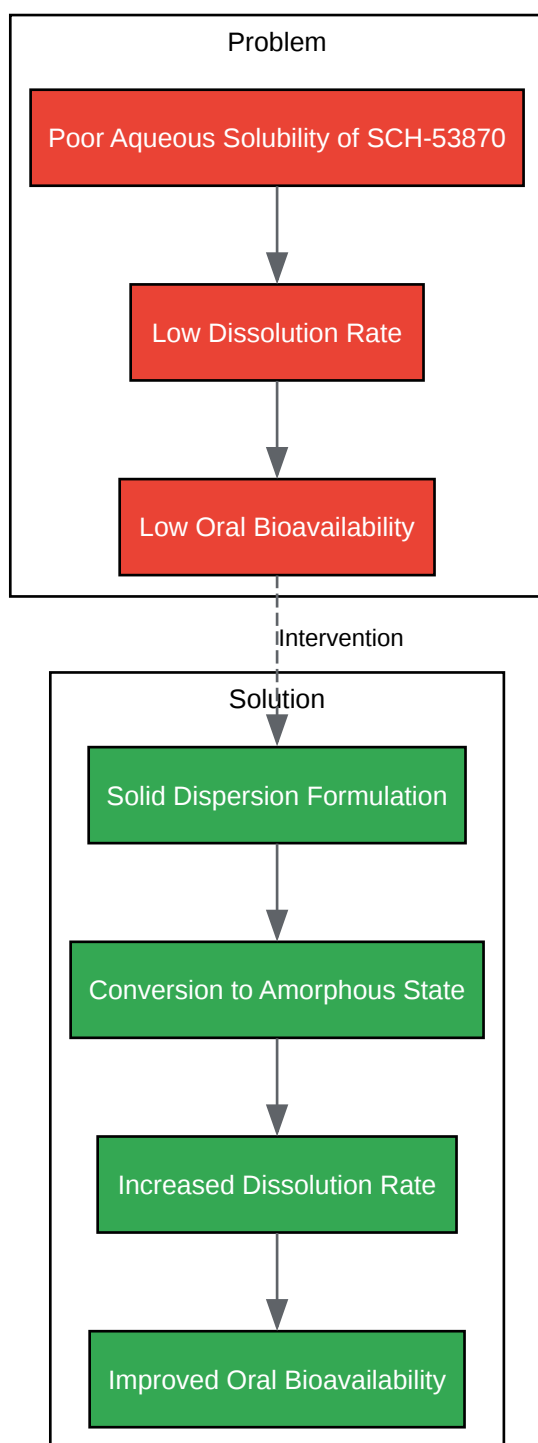 Problem
Poor Aqueous Solubility of SCH-53870
Low Dissolution Rate
Low Oral Bioavailability
Intervention
Solution
Solid Dispersion Formulation
Conversion to Amorphous State
Increased Dissolution Rate
Improved Oral Bioavailability